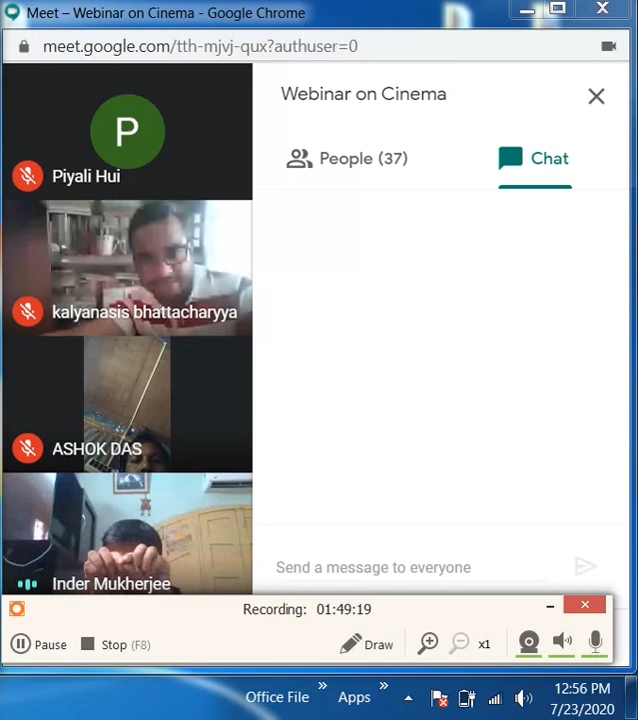 Meet – Webinar on Cinema - Google Chrome
meet.google.com/tth-mjvj-qux?authuser=0
Webinar on Cinema
P
People (37)
Chat
Piyali Hui
kalyanasis bhattacharyya
ASHOK DAS
Inder Mukherjee
Send a message to everyone
Recording: 01:49:19
Pause
Stop (F8)
Draw
x1
Office File »
Apps »
12:56 PM
7/23/2020